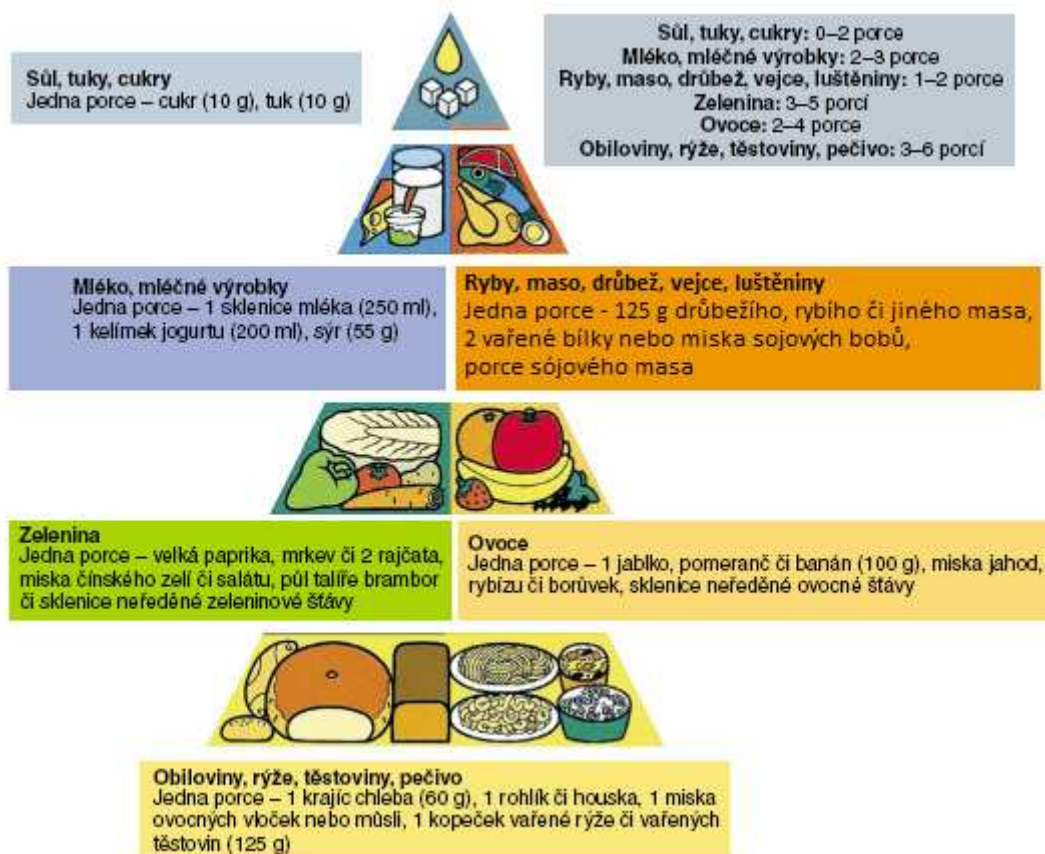 Sůl, tuky, cukry
Jedna porce – cukr (10 g), tuk (10 g)
Sůl, tuky, cukry: 0–2 porce
Mléko, mléčné výrobky: 2–3 porce
Ryby, maso, drůbež, vejce, luštěniny: 1–2 porce
Zelenina: 3–5 porcí
Ovoce: 2–4 porce
Obiloviny, rýže, těstoviny, pečivo: 3–6 porcí
Mléko, mléčné výrobky
Jedna porce – 1 sklenice mléka (250 ml),
1 kelímek jogurtu (200 ml), sýr (55 g)
Ryby, maso, drůbež, vejce, luštěniny
Jedna porce - 125 g drůbežího, rybího či jiného masa,
2 vařené bílky nebo miska sojových bobů,
porce sójového masa
Zelenina
Jedna porce – velká paprika, mrkev či 2 rajčata,
miska čínského zelí či salátu, půl talíře brambor
či sklenice neředěné zeleninové šťávy
Ovoce
Jedna porce – 1 jablko, pomeranč či banán (100 g), miska jahod,
rybízu či borůvek, sklenice neředěné ovocné šťávy
Obiloviny, rýže, těstoviny, pečivo
Jedna porce – 1 krajíc chleba (60 g), 1 rohlík či houska, 1 miska
ovocných vloček nebo műsli, 1 kopeček vařené rýže či vařených
těstovin (125 g)